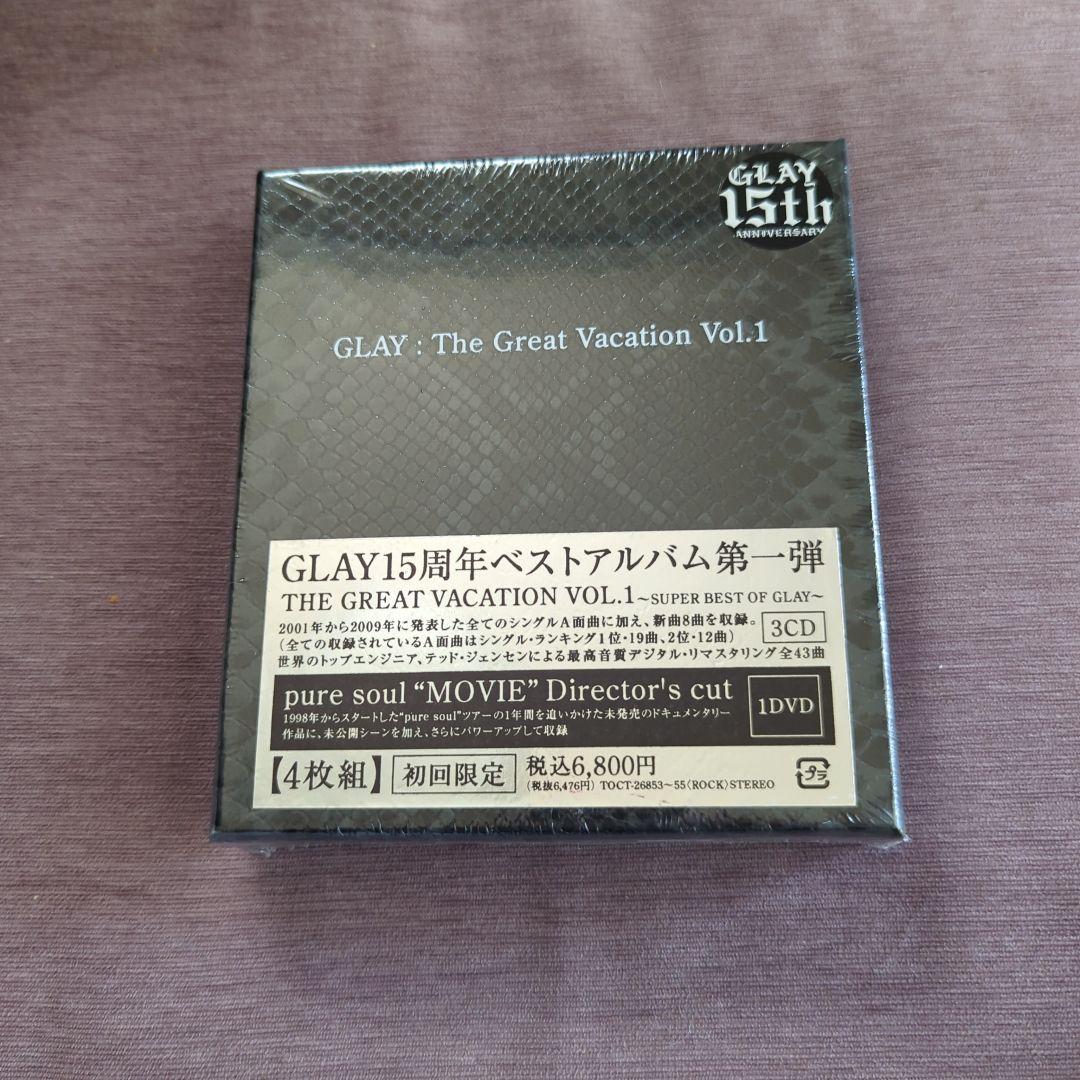 GLAY
15th
ANNIVERSARY
GLAY : The Great Vacation Vol.1
GLAY15周年ベストアルバム第一弾
THE GREAT VACATION VOL.1～SUPER BEST OF GLAY～
2001年から2009年に発表した全てのシングルA面曲に加え、新曲8曲を収録。
(全ての収録されているA面曲はシングル・ランキング1位・19曲、2位・12曲)
3CD
世界のトップエンジニア、テッド・ジェンセンによる最高音質デジタル・リマスタリング全43曲
pure soul “MOVIE” Director's cut
1998年からスタートした“pure soul”ツアーの1年間を追いかけた未発売のドキュメンタリー
作品に、未公開シーンを加え、さらにパワーアップして収録
1DVD
【4枚組】 初回限定 税込6,800円
(税抜6,476円) TOCT-26853～55〈ROCK〉STEREO
プラ